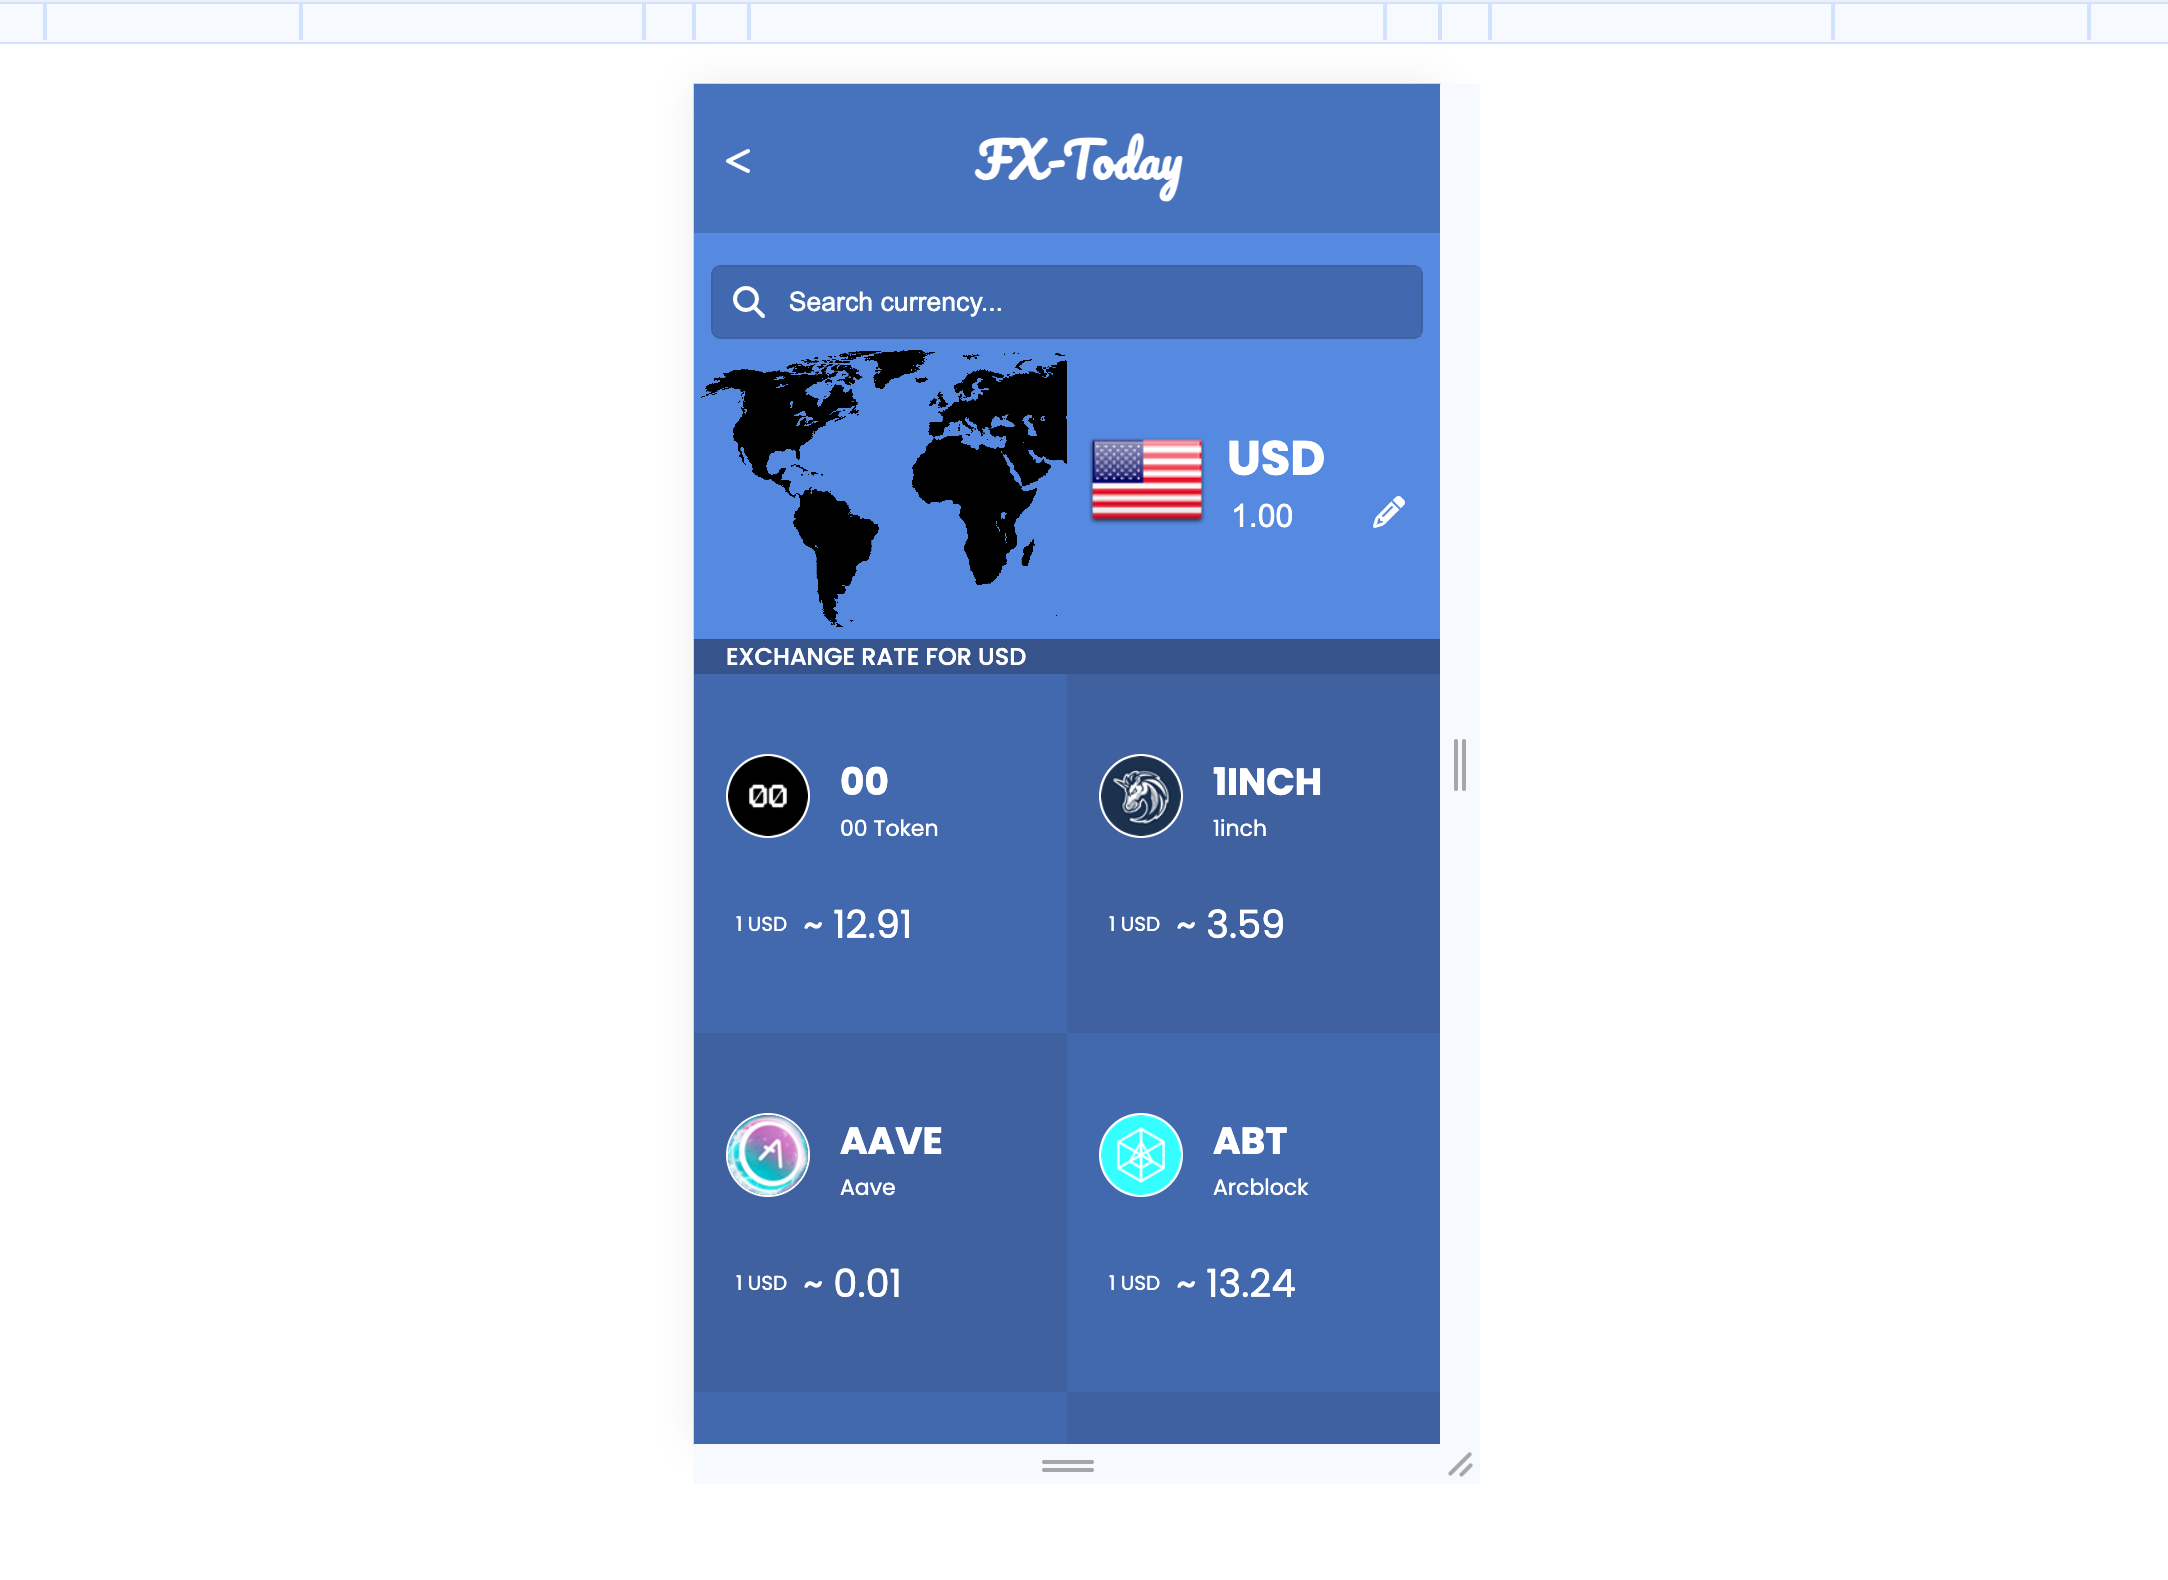 <
FX-Today
Search currency...
USD
1.00
EXCHANGE RATE FOR USD
00
00
00 Token
1 USD ~ 12.91
1INCH
1inch
1 USD ~ 3.59
AAVE
Aave
1 USD ~ 0.01
ABT
Arcblock
1 USD ~ 13.24